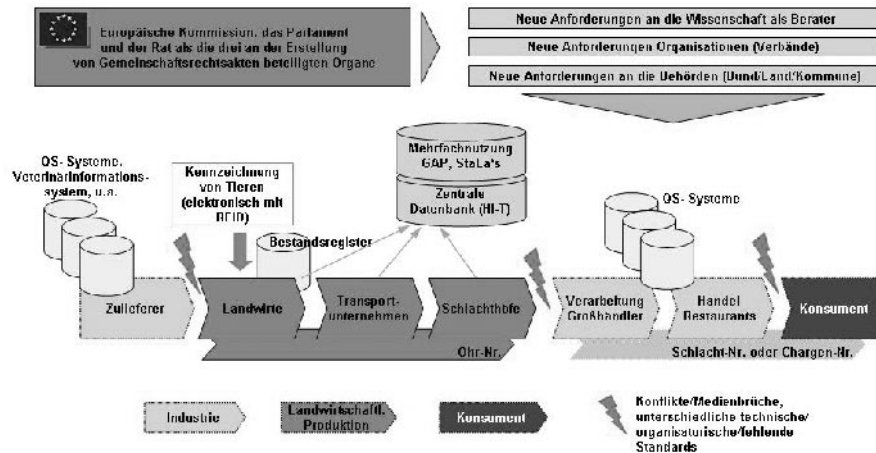 Europäische Kommission, das Parlament
und der Rat als die drei an der Erstellung
von Gemeinschaftsrechtsakten beteiligten Organe
Neue Anforderungen an die Wissenschaft als Berater
Neue Anforderungen Organisationen (Verbände)
Neue Anforderungen an die Behörden (Bund/Land/Kommune)
QS- Systeme,
Veterinärinformations-
system, u.a.
Kennzeichnung
von Tieren
(elektronisch mit
RFID)
Mehrfachnutzung
GAP, StaLa's
Zentrale
Datenbank (HI-T)
QS- Systeme
Bestandsregister
Zulieferer
Landwirte
Transport-
unternehmen
Schlachthöfe
Verarbeitung
Großhändler
Handel
Restaurants
Konsument
Ohr-Nr.
Schlacht-Nr. oder Chargen-Nr.
Industrie
Landwirtschaftl.
Produktion
Konsument
Konflikte/Medienbrüche,
unterschiedliche technische/
organisatorische/fehlende
Standards